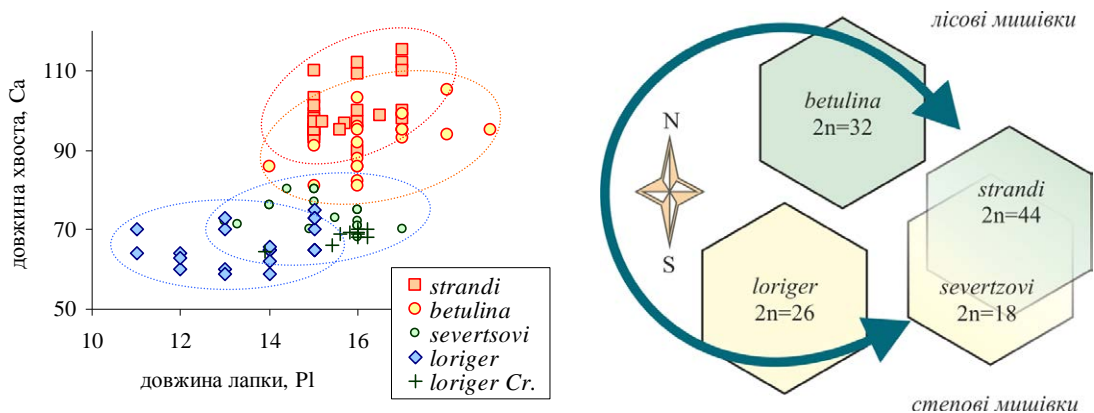 довжина хвоста, Ca
110
90
70
50
10
12
14
16
довжина лапки, Pl
strandi
betulina
severtsovi
loriger
loriger Cr.
лісові мишівки
betulina
2n=32
N
S
strandi
2n=44
loriger
2n=26
severtzovi
2n=18
степові мишівки